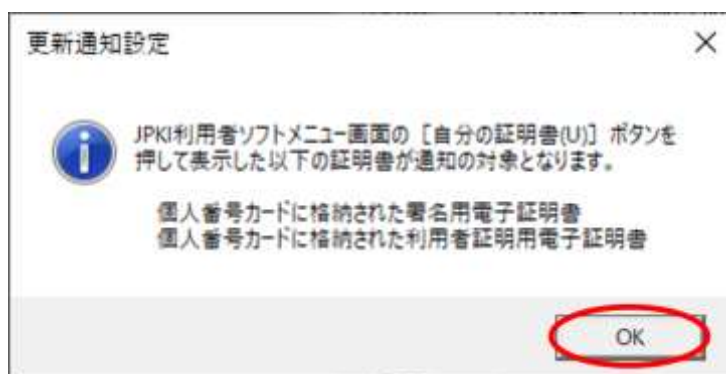 更新通知設定
JPKI利用者ソフトメニュー画面の［自分の証明書(U)］ボタンを
押して表示した以下の証明書が通知の対象となります。
個人番号カードに格納された署名用電子証明書
個人番号カードに格納された利用者証明用電子証明書
OK